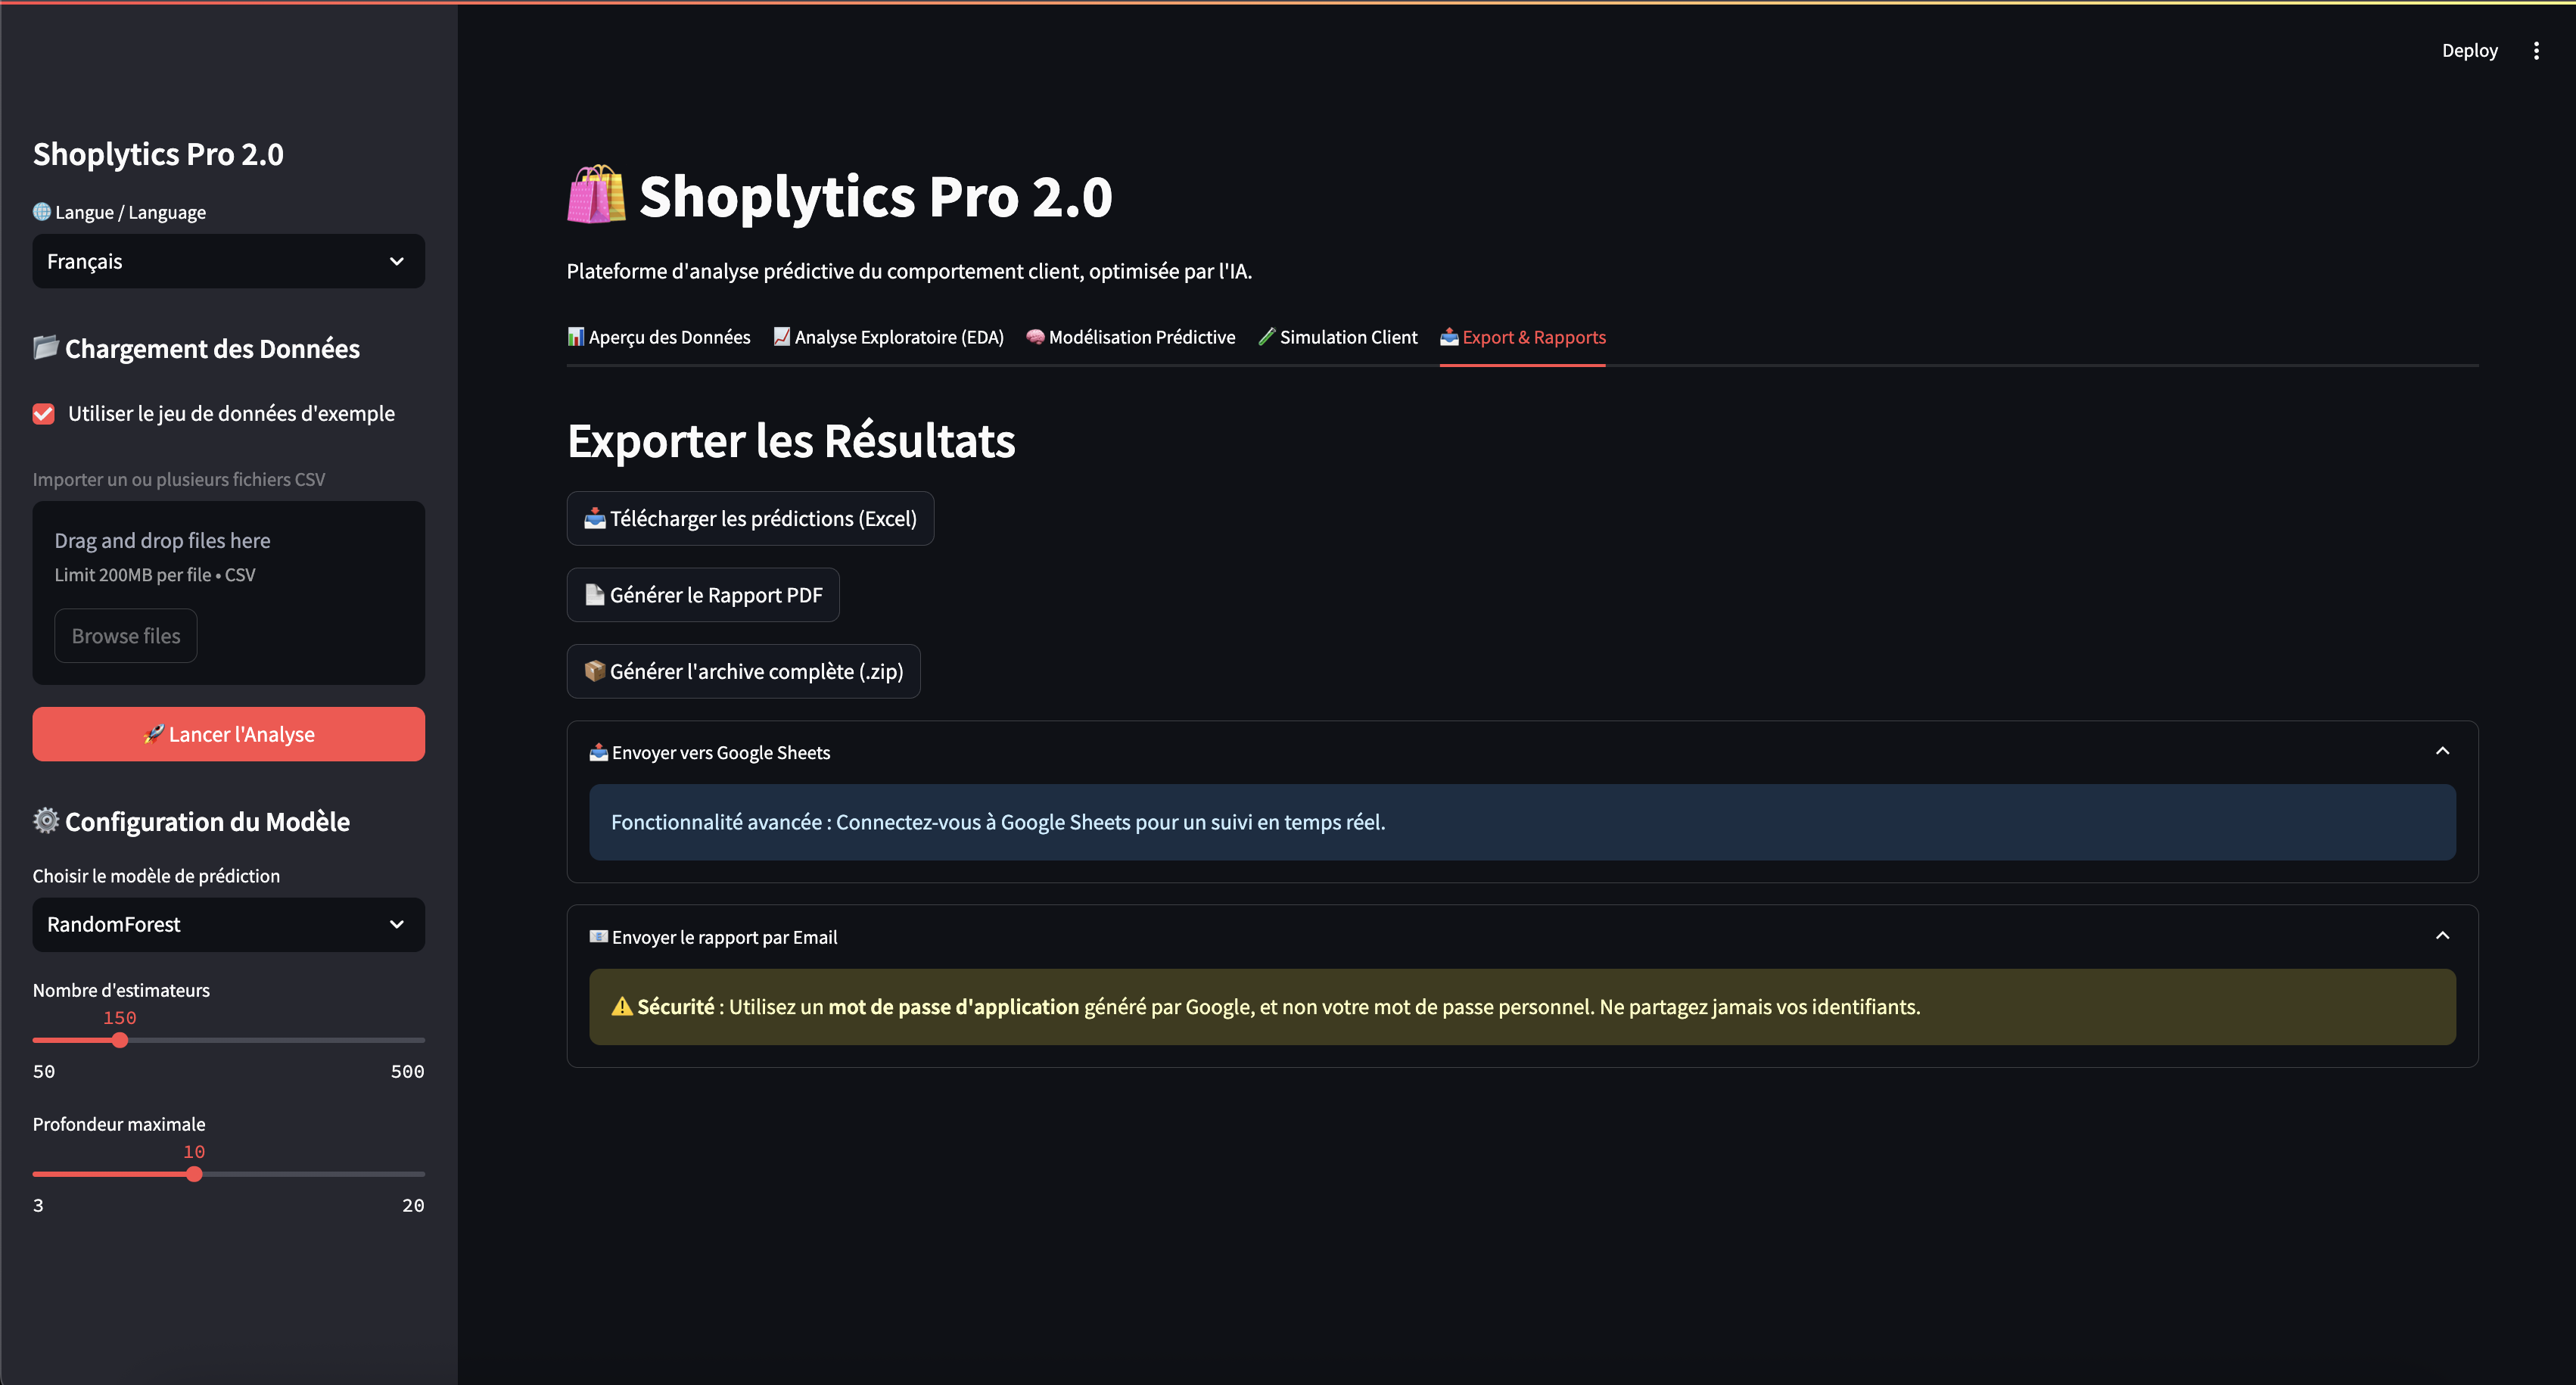 Deploy
Shoplytics Pro 2.0
🌐 Langue / Language
Français
📂 Chargement des Données
Utiliser le jeu de données d'exemple
Importer un ou plusieurs fichiers CSV
Drag and drop files here
Limit 200MB per file • CSV
Browse files
🚀 Lancer l'Analyse
⚙️ Configuration du Modèle
Choisir le modèle de prédiction
RandomForest
Nombre d'estimateurs
150
50 500
Profondeur maximale
10
3 20
🛍️ Shoplytics Pro 2.0
Plateforme d'analyse prédictive du comportement client, optimisée par l'IA.
📊 Aperçu des Données 📈 Analyse Exploratoire (EDA) 🧠 Modélisation Prédictive 🧪 Simulation Client 📤 Export & Rapports
Exporter les Résultats
📥 Télécharger les prédictions (Excel)
📄 Générer le Rapport PDF
📦 Générer l'archive complète (.zip)
📤 Envoyer vers Google Sheets
Fonctionnalité avancée : Connectez-vous à Google Sheets pour un suivi en temps réel.
📧 Envoyer le rapport par Email
⚠️ Sécurité : Utilisez un mot de passe d'application généré par Google, et non votre mot de passe personnel. Ne partagez jamais vos identifiants.